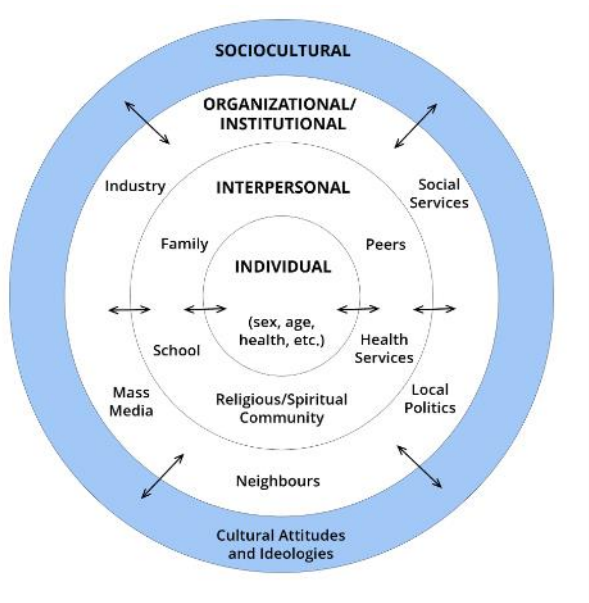 SOCIOCULTURAL
ORGANIZATIONAL/
INSTITUTIONAL
Industry
INTERPERSONAL
Social
Services
Family
Peers
INDIVIDUAL
(sex, age,
health, etc.)
School
Health
Services
Mass
Media
Religious/Spiritual
Community
Local
Politics
Neighbours
Cultural Attitudes
and Ideologies